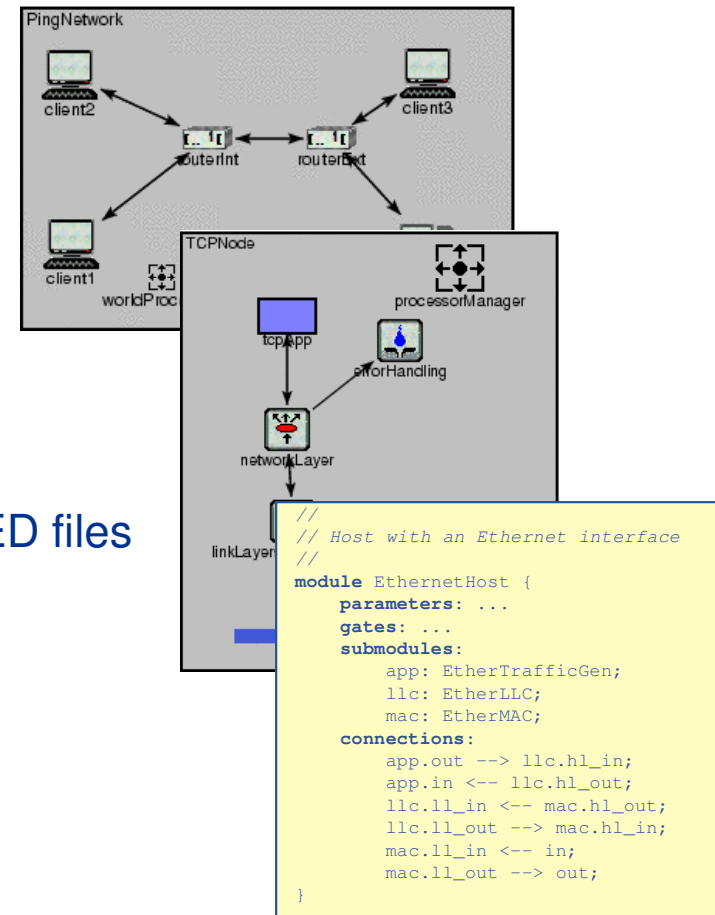 PingNetwork
client2
client3
routerInt
routerExt
client1
TCPNode
processorManager
tcpApp
errorHandling
networkLayer
files
linkLayer
//
// Host with an Ethernet interface
//
module EthernetHost {
parameters: ...
gates: ...
submodules:
app: EtherTrafficGen;
llc: EtherLLC;
mac: EtherMAC;
connections:
app.out --> llc.hl_in;
app.in <-- llc.hl_out;
llc.ll_in <-- mac.hl_out;
llc.ll_out --> mac.hl_in;
mac.ll_in <-- in;
mac.ll_out --> out;
}